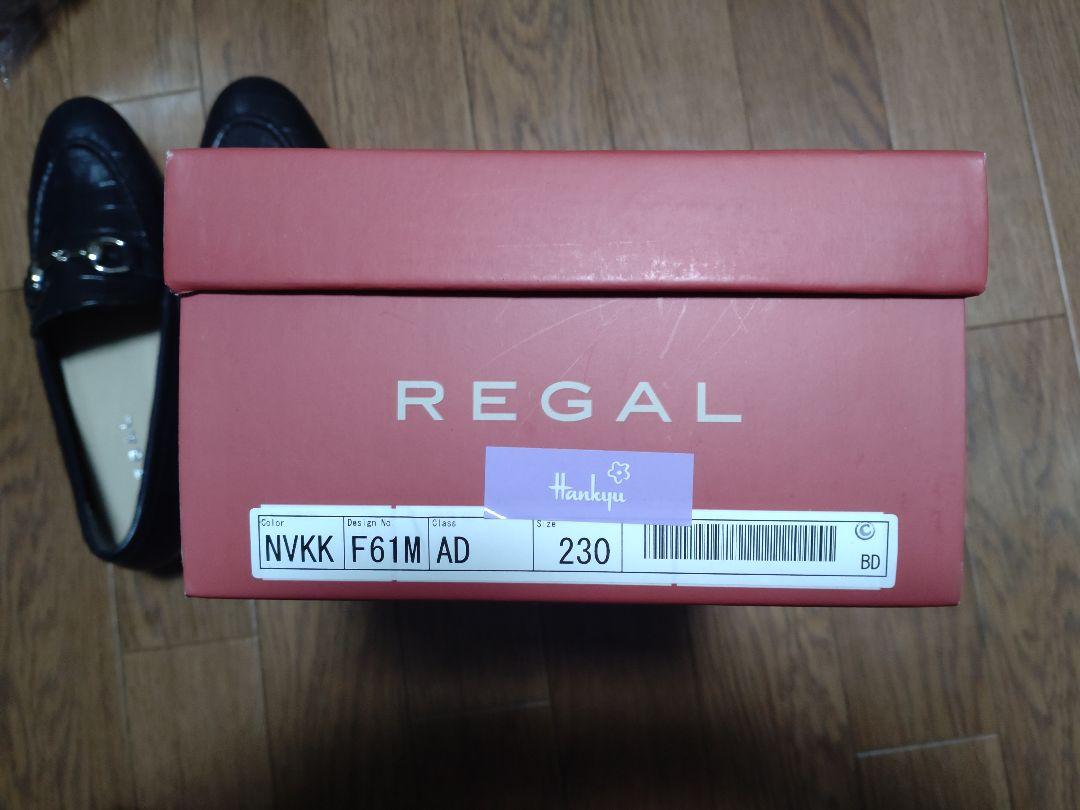 REGAL
Hankyu
Color Design No Class Size
NVKK F61M AD 230
©
BD